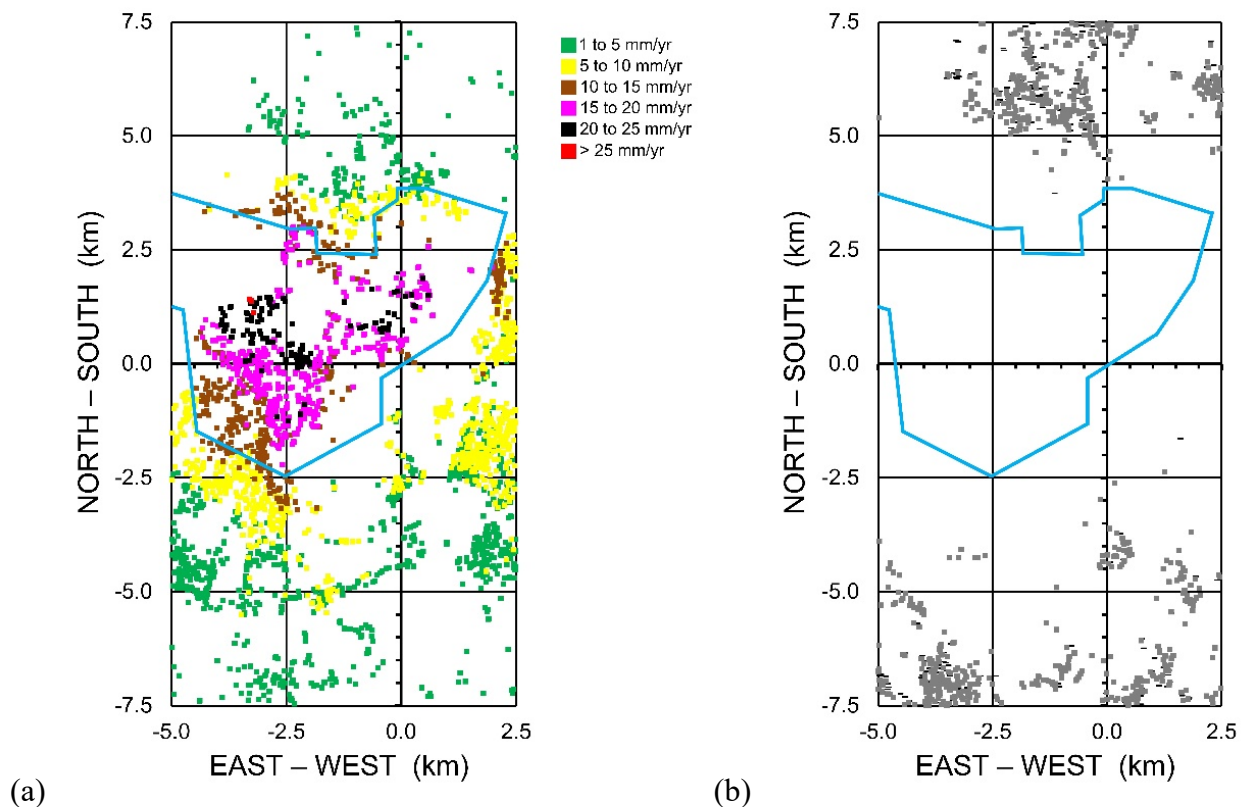 7.5
5.0
2.5
0.0
-2.5
-5.0
-7.5
NORTH – SOUTH (km)
-5.0 -2.5 0.0 2.5
EAST – WEST (km)
(a)
1 to 5 mm/yr
5 to 10 mm/yr
10 to 15 mm/yr
15 to 20 mm/yr
20 to 25 mm/yr
> 25 mm/yr
7.5
5.0
2.5
0.0
-2.5
-5.0
-7.5
NORTH – SOUTH (km)
-5.0 -2.5 0.0 2.5
EAST – WEST (km)
(b)